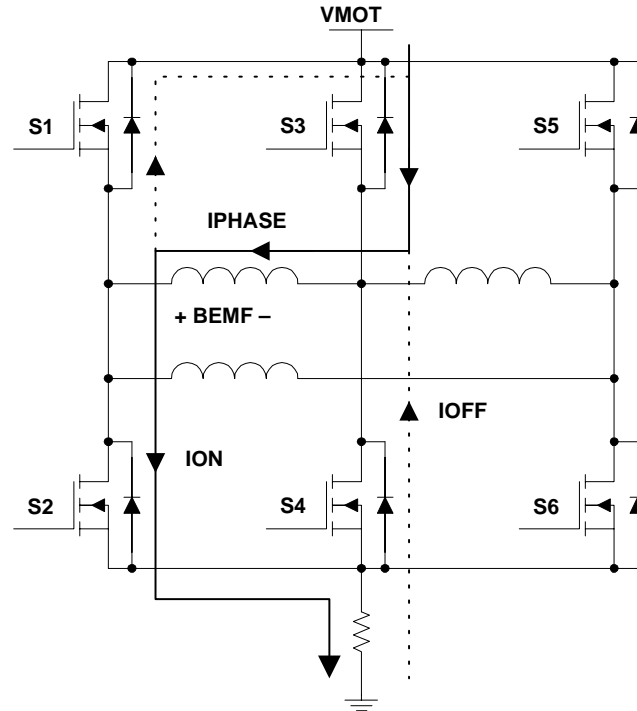 VMOT
S1
S3
S5
IPHASE
+ BEMF –
IOFF
ION
S2
S4
S6